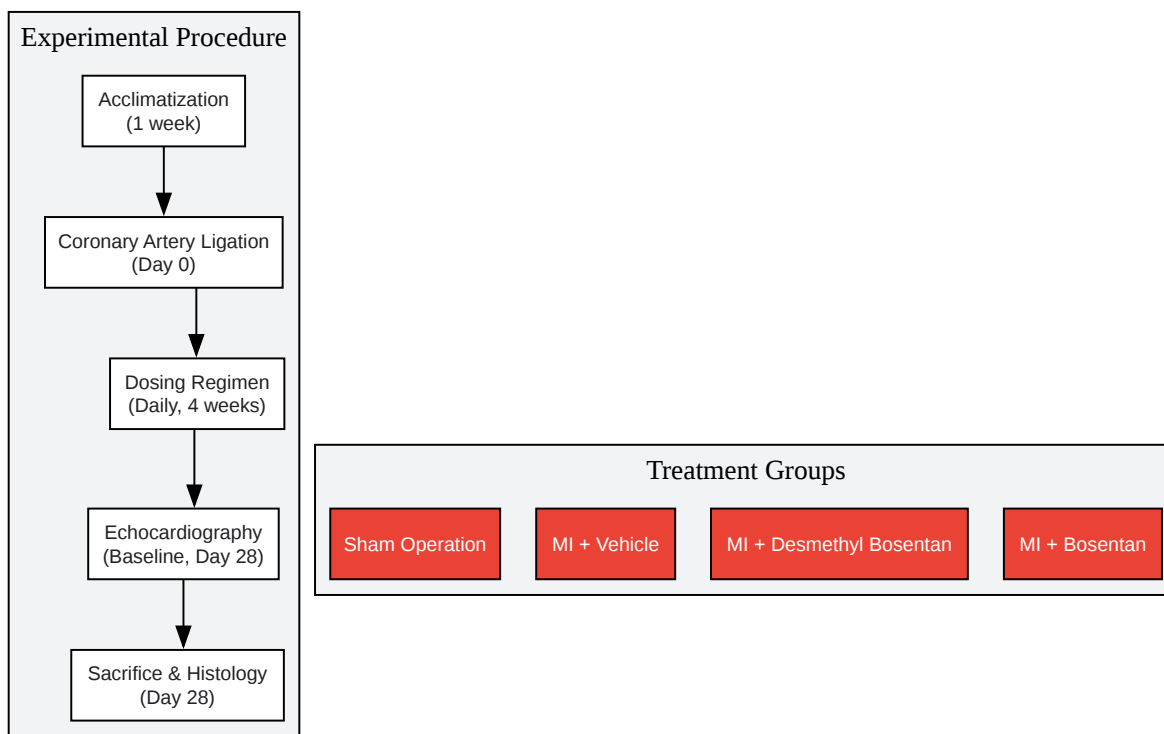 Experimental Procedure
Acclimatization
(1 week)
Coronary Artery Ligation
(Day 0)
Dosing Regimen
(Daily, 4 weeks)
Echocardiography
(Baseline, Day 28)
Sacrifice & Histology
(Day 28)
Treatment Groups
Sham Operation
MI + Vehicle
MI + Desmethyl Bosentan
MI + Bosentan